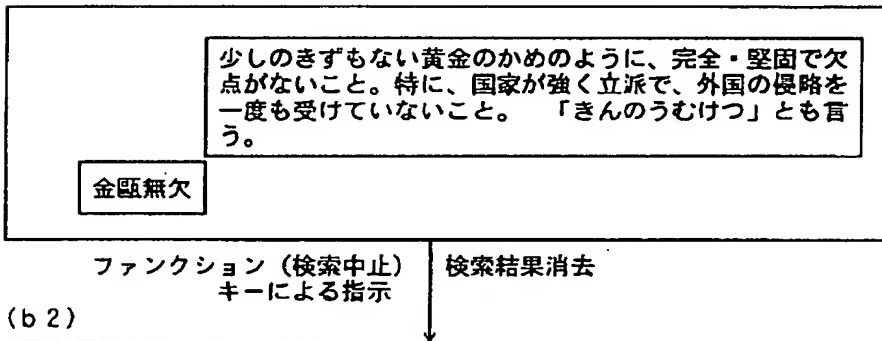 少しのきずもない黄金のかめのように、完全・堅固で欠
点がないこと。特に、国家が強く立派で、外国の侵略を
一度も受けていないこと。 「きんのうむけつ」とも言
う。
金甌無欠
ファンクション(検索中止)
キーによる指示
検索結果消去
(b2)